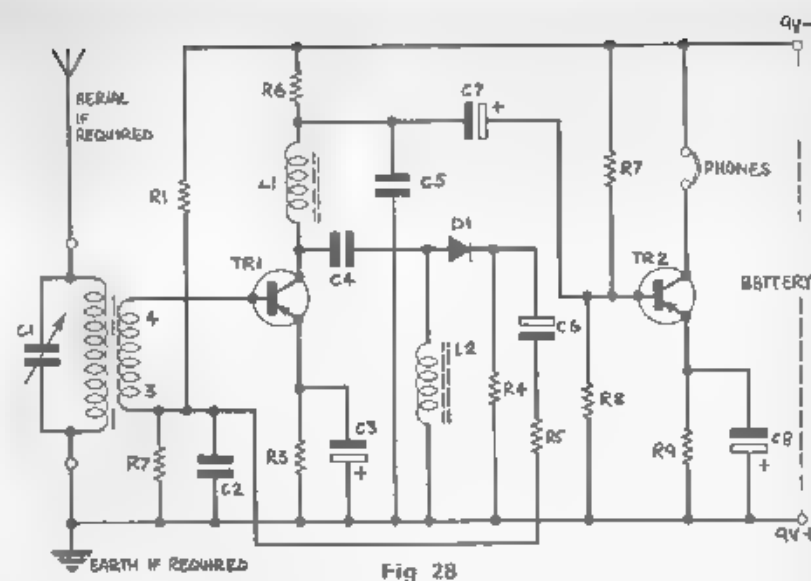 9V-
AERIAL
IF
REQUIRED
R6
C7
+
R1
L1
C5
R7
PHONES
D1
TR1
C4
TR2
BATTERY
C1
4
3
1
L2
C6
R4
R8
R7
C2
R3
C3
+
R5
R9
C8
+
EARTH IF REQUIRED
9V+
Fig 28